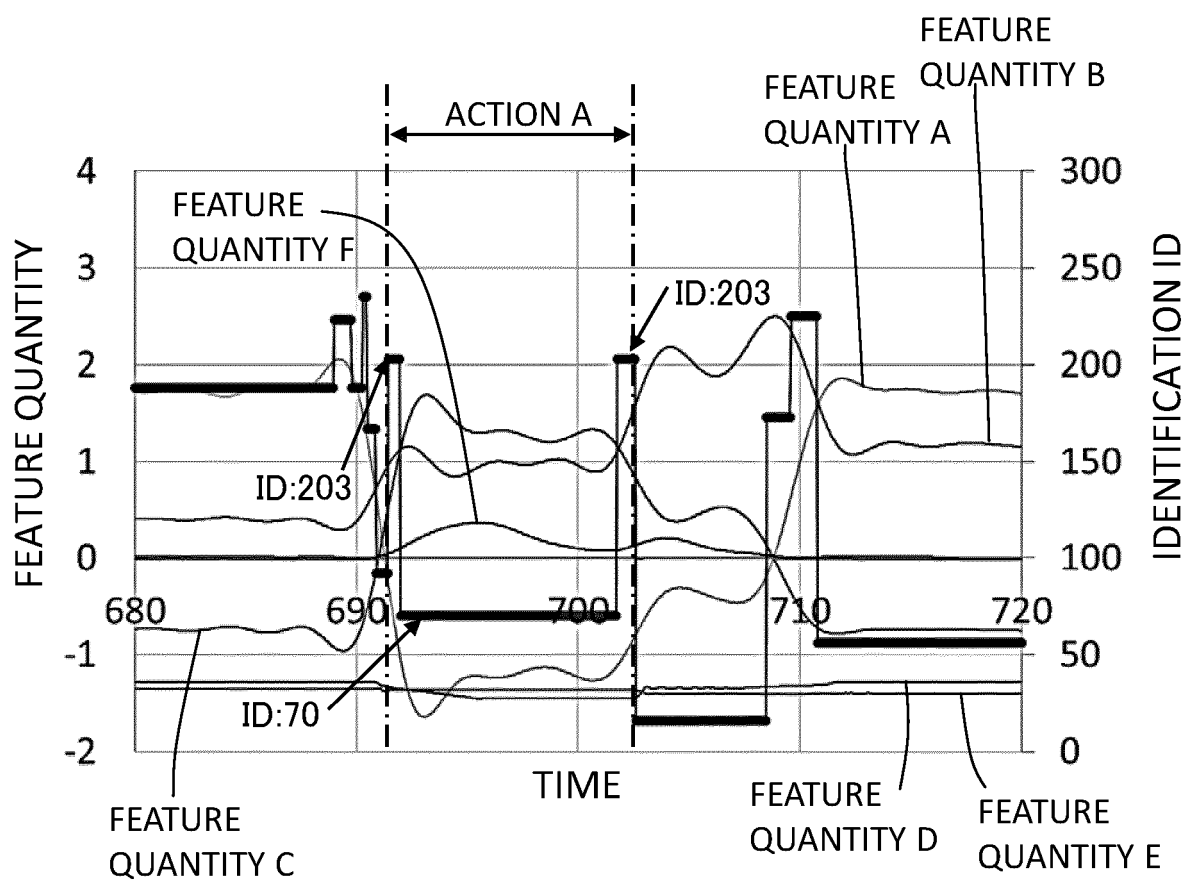 FEATURE
QUANTITY B
FEATURE
QUANTITY A
ACTION A
4
3
2
1
0
-1
-2
300
250
200
150
100
50
0
FEATURE QUANTITY
IDENTIFICATION ID
FEATURE
QUANTITY F
ID:203
ID:203
680
690
700
710
720
ID:70
TIME
FEATURE
QUANTITY C
FEATURE
QUANTITY D
FEATURE
QUANTITY E